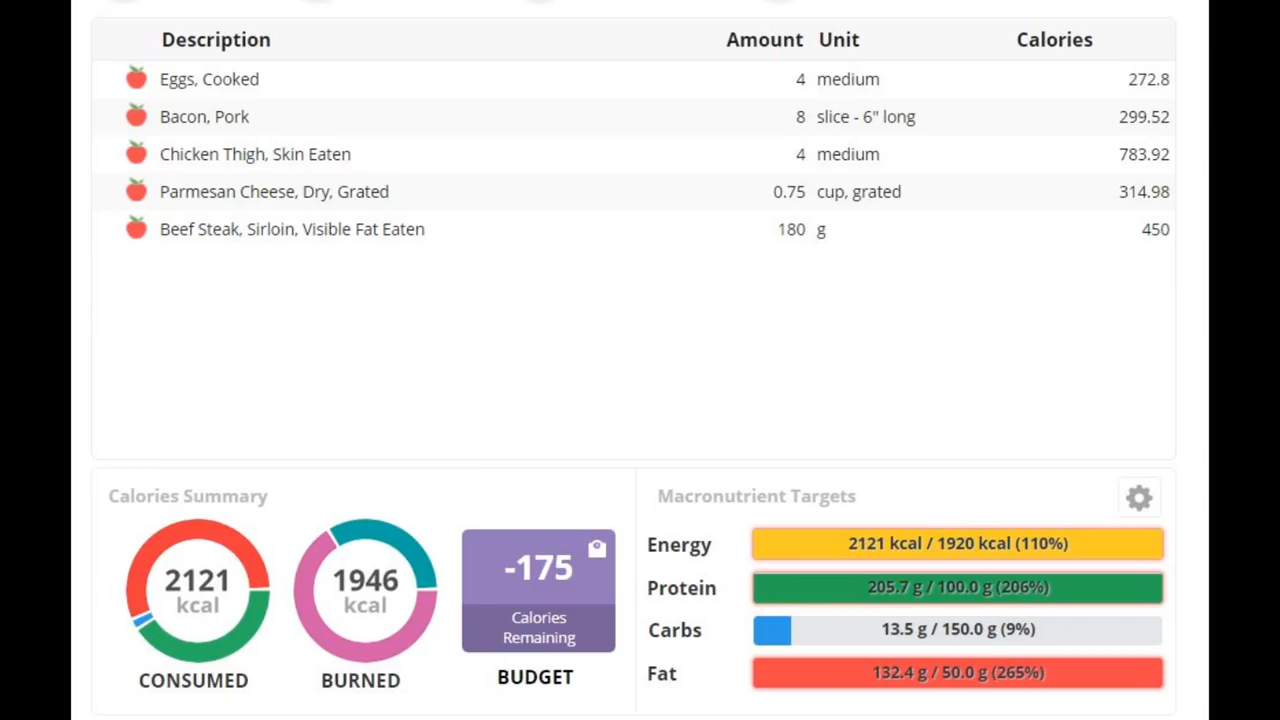 Description Amount Unit Calories
Eggs, Cooked 4 medium 272.8
Bacon, Pork 8 slice - 6" long 299.52
Chicken Thigh, Skin Eaten 4 medium 783.92
Parmesan Cheese, Dry, Grated 0.75 cup, grated 314.98
Beef Steak, Sirloin, Visible Fat Eaten 180 g 450
Calories Summary
2121
kcal
CONSUMED
1946
kcal
BURNED
-175
Calories
Remaining
BUDGET
Macronutrient Targets
Energy 2121 kcal / 1920 kcal (110%)
Protein 205.7 g / 100.0 g (206%)
Carbs 13.5 g / 150.0 g (9%)
Fat 132.4 g / 50.0 g (265%)